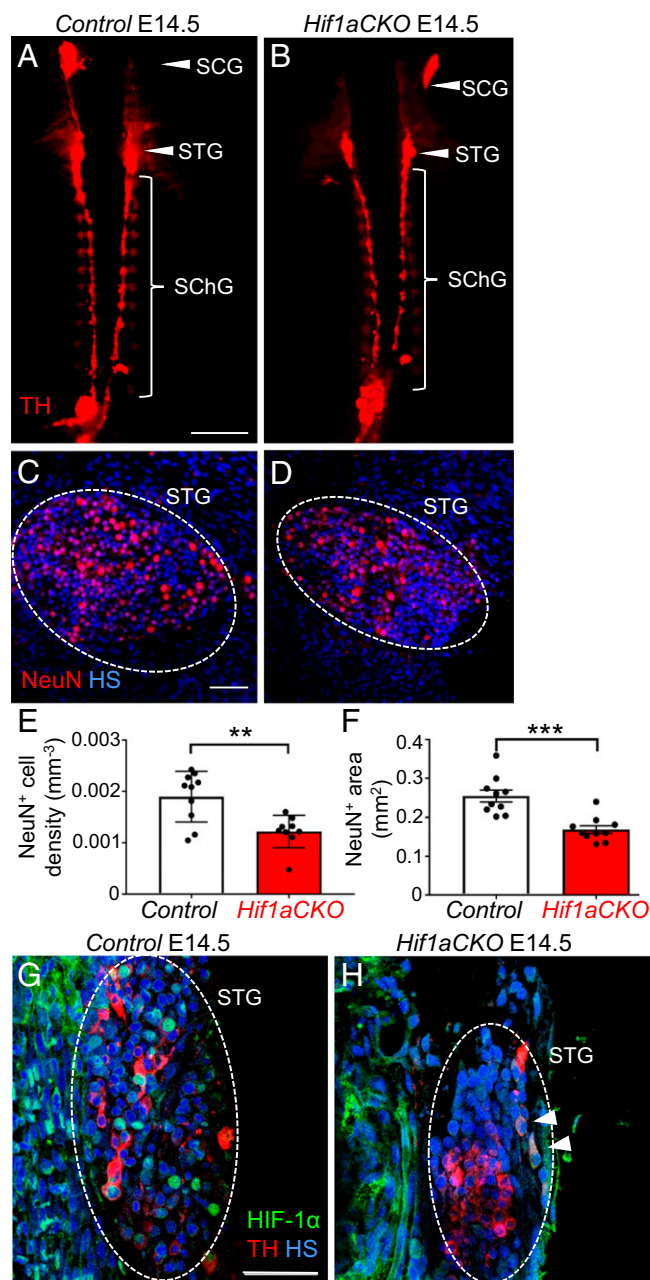 Control E14.5
Hif1aCKO E14.5
A
SCG
STG
SChG
TH
B
SCG
STG
SChG
C
STG
NeuN HS
D
STG
E
NeuN+ cell density (mm-3)
0.003
0.002
0.001
0
**
Control
Hif1aCKO
F
NeuN+ area (mm2)
0.4
0.3
0.2
0.1
0
***
Control
Hif1aCKO
Control E14.5
Hif1aCKO E14.5
G
STG
HIF-1α
TH HS
H
STG